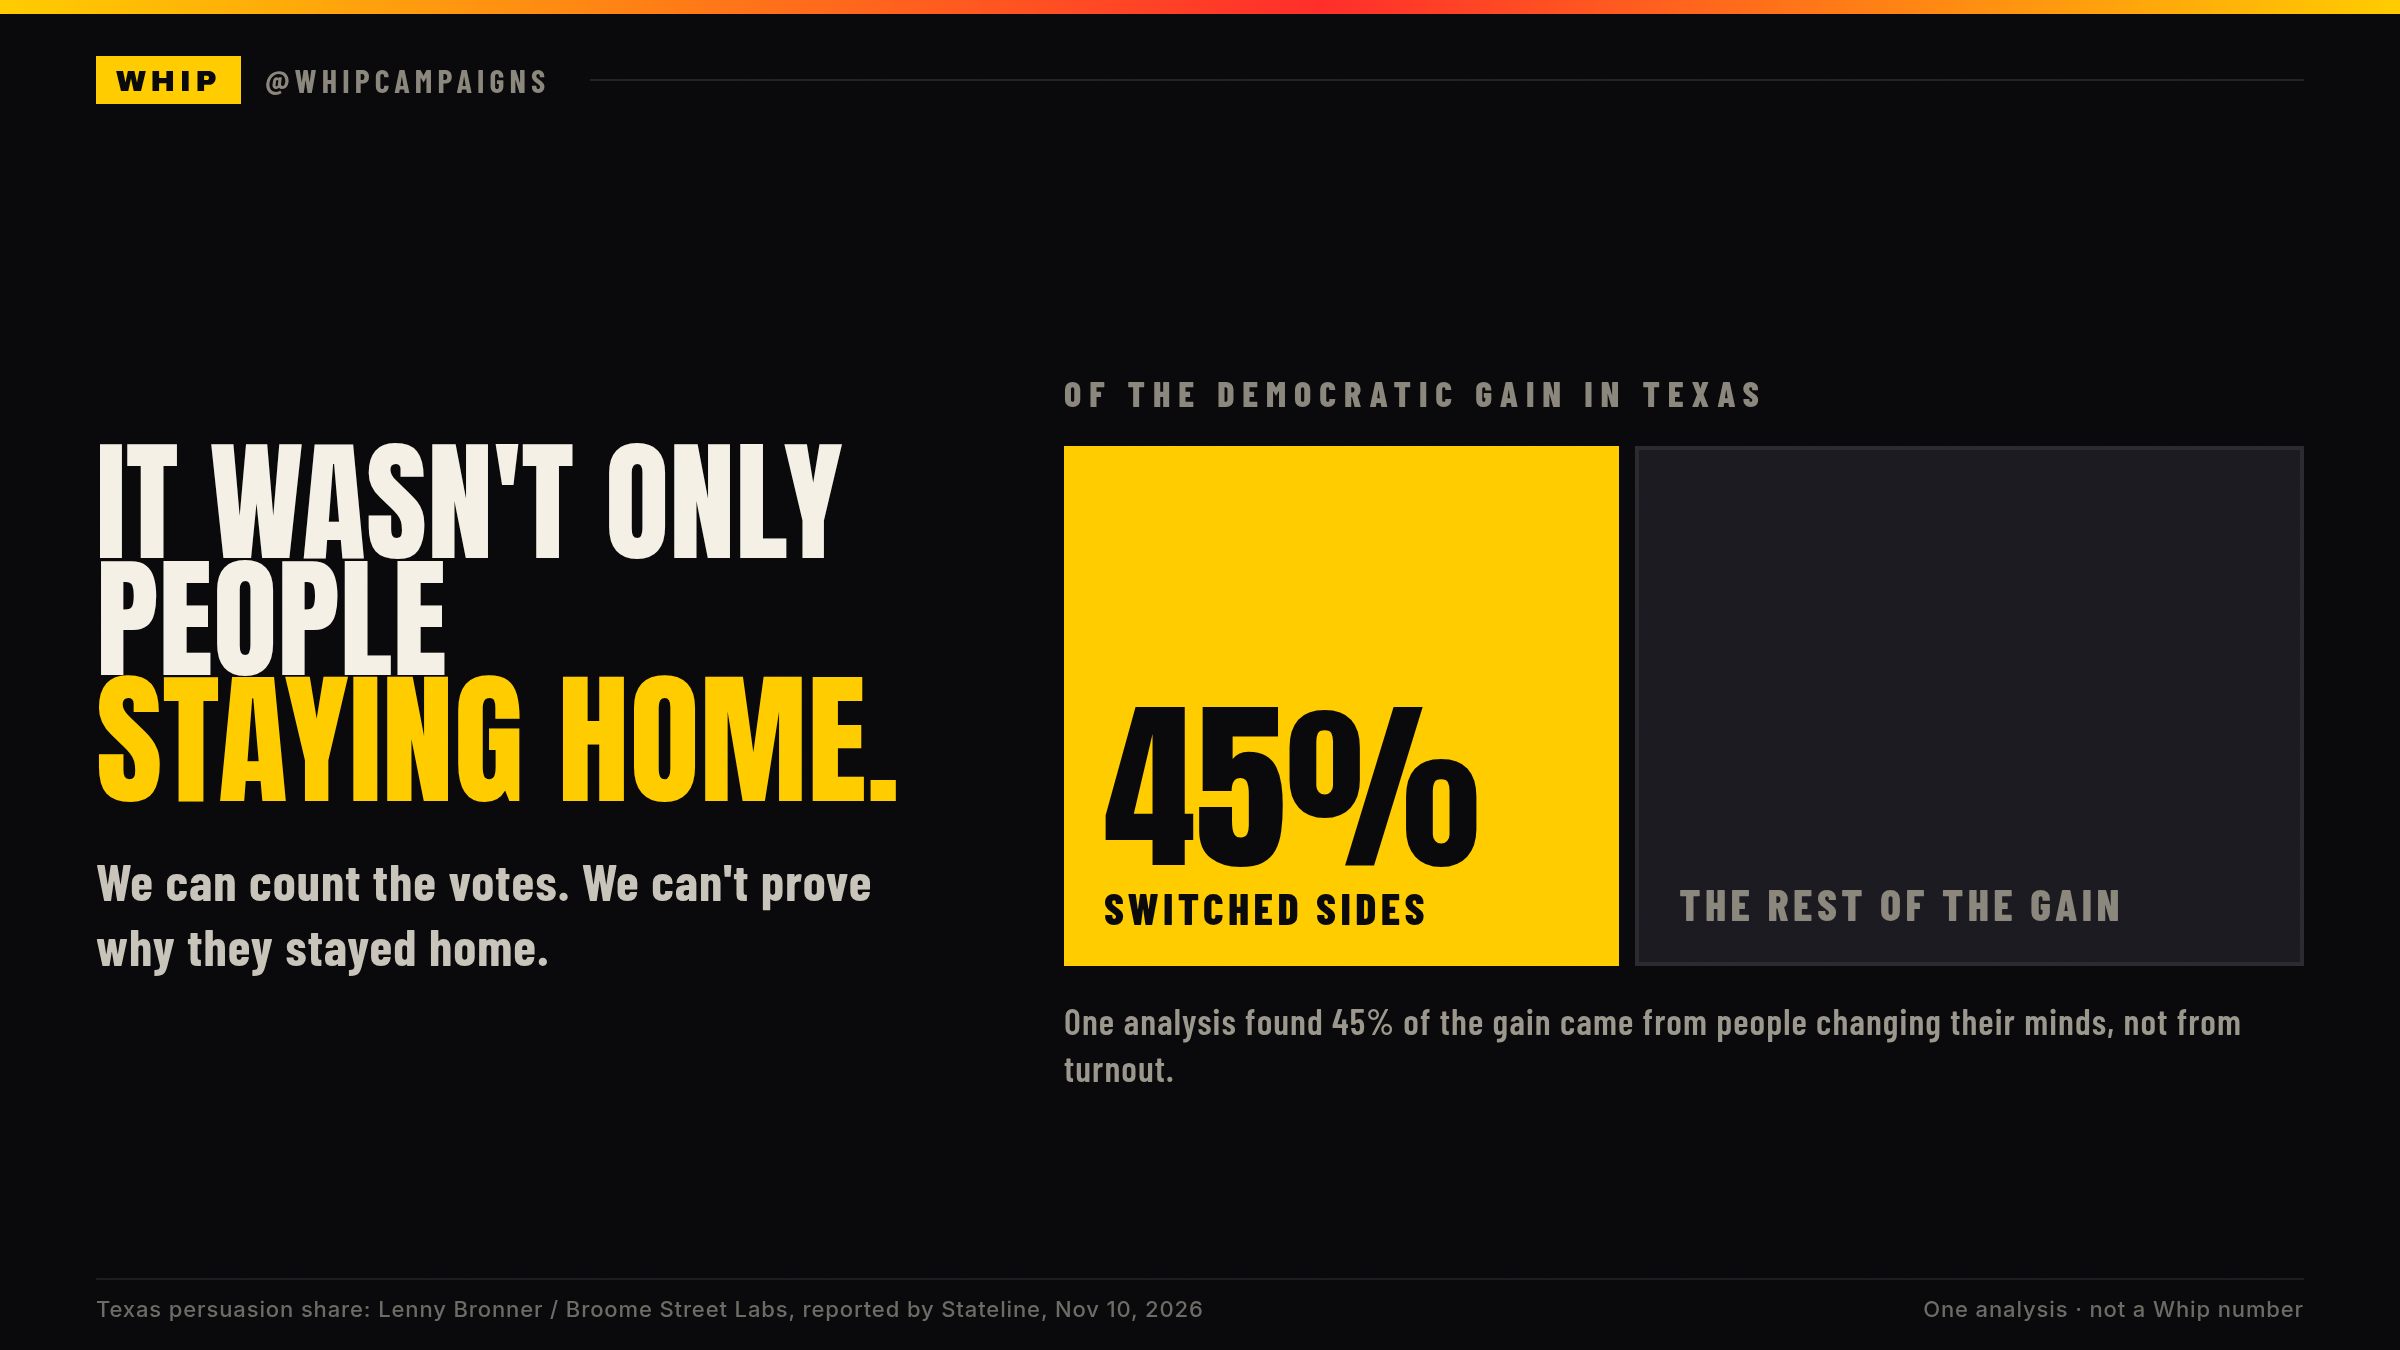 WHIP @WHIPCAMPAIGNS
IT WASN'T ONLY
PEOPLE
STAYING HOME.
We can count the votes. We can't prove
why they stayed home.
OF THE DEMOCRATIC GAIN IN TEXAS
45%
SWITCHED SIDES
THE REST OF THE GAIN
One analysis found 45% of the gain came from people changing their minds, not from
turnout.
Texas persuasion share: Lenny Bronner / Broome Street Labs, reported by Stateline, Nov 10, 2026
One analysis · not a Whip number